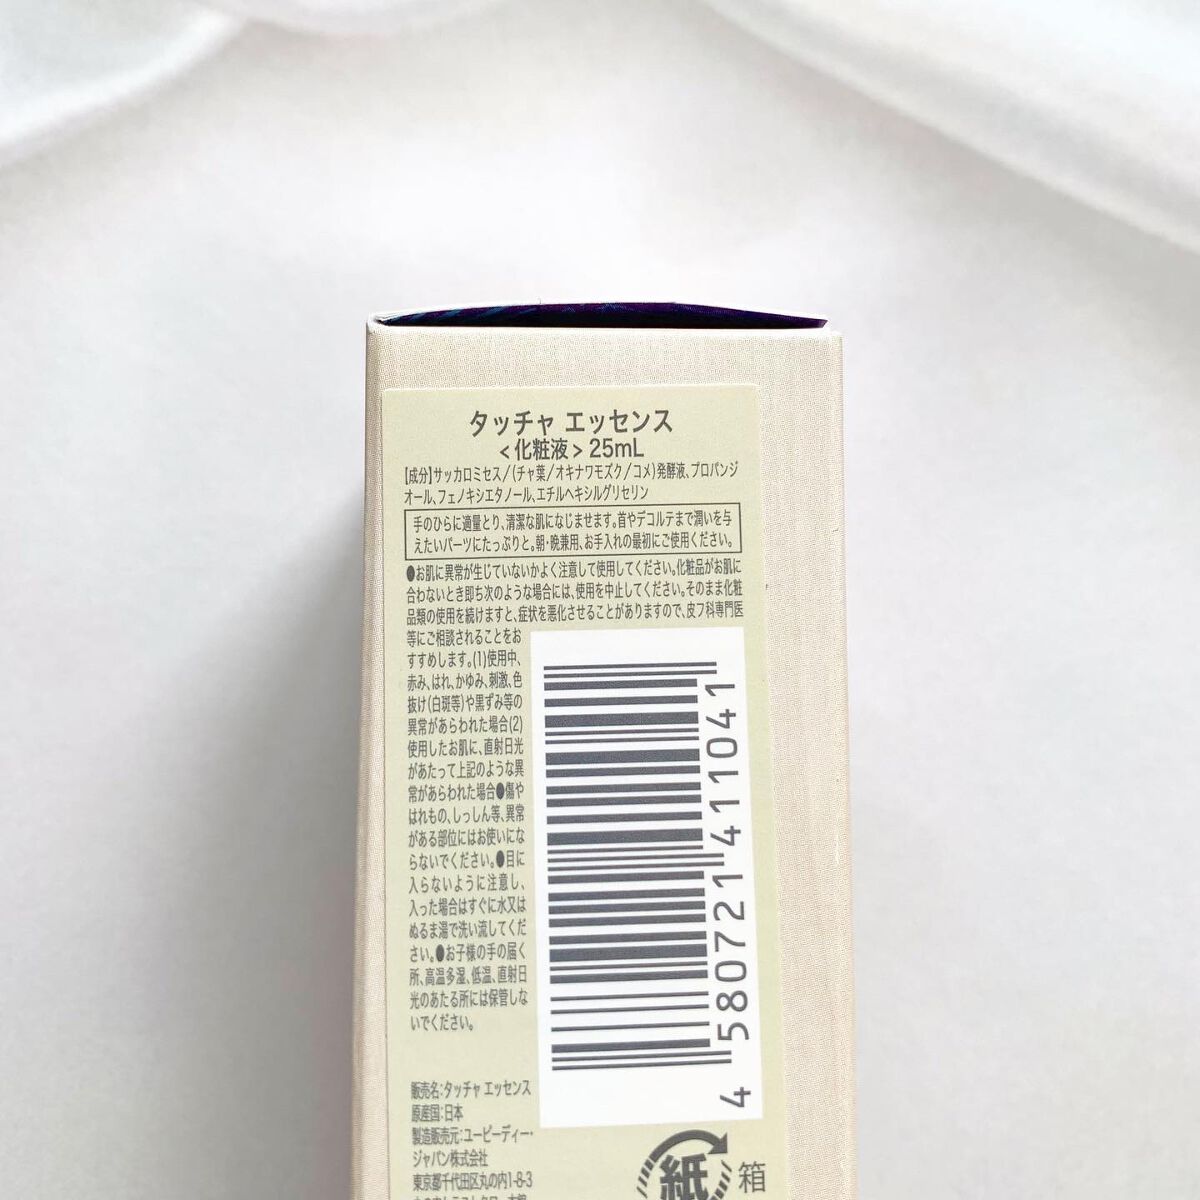 タッチャ エッセンス
<化粧液> 25mL
【成分】サッカロミセス/(チャ葉/オキナワモズク/コメ)発酵液、プロパンジ
オール、フェノキシエタノール、エチルヘキシルグリセリン
手のひらに適量とり、清潔な肌になじませます。首やデコルテまで潤いを与
えたいパーツにたっぷりと。朝・晩兼用、お手入れの最初にご使用ください。
●お肌に異常が生じていないかよく注意して使用してください。化粧品がお肌に
合わないとき即ち次のような場合には、使用を中止してください。そのまま化粧
品類の使用を続けますと、症状を悪化させることがありますので、皮フ科専門医
等にご相談されることをお
すすめします。(1)使用中、
赤み、はれ、かゆみ、刺激、色
抜け(白斑等)や黒ずみ等の
異常があらわれた場合(2)
使用したお肌に、直射日光
があたって上記のような異
常があらわれた場合●傷や
はれもの、しっしん等、異常
がある部位にはお使いにな
らないでください。●目に
入らないように注意し、
入った場合はすぐに水又は
ぬるま湯で洗い流してくだ
さい。●お子様の手の届く
所、高温多湿、低温、直射日
光のあたる所には保管しな
いでください。
4 580721 411041
販売名:タッチャ エッセンス
原産国:日本
製造販売元:ユーピーディー・
ジャパン株式会社
東京都千代田区丸の内1-8-3
紙
箱